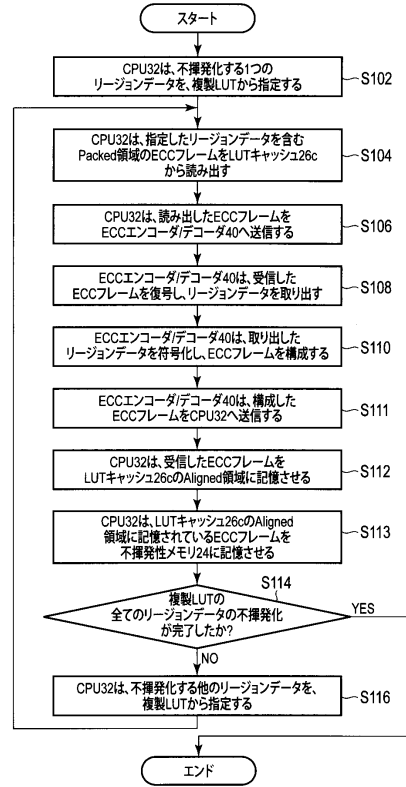 スタート
CPU32は、不揮発化する1つの
リージョンデータを、複製LUTから指定する
S102
CPU32は、指定したリージョンデータを含む
Packed領域のECCフレームをLUTキャッシュ26c
から読み出す
S104
CPU32は、読み出したECCフレームを
ECCエンコーダ/デコーダ40へ送信する
S106
ECCエンコーダ/デコーダ40は、受信した
ECCフレームを復号し、リージョンデータを取り出す
S108
ECCエンコーダ/デコーダ40は、取り出した
リージョンデータを符号化し、ECCフレームを構成する
S110
ECCエンコーダ/デコーダ40は、構成した
ECCフレームをCPU32へ送信する
S111
CPU32は、受信したECCフレームを
LUTキャッシュ26cのAligned領域に記憶させる
S112
CPU32は、LUTキャッシュ26cのAligned
領域に記憶されているECCフレームを
不揮発性メモリ24に記憶させる
S113
S114
複製LUTの
全てのリージョンデータの不揮発化
が完了したか?
YES
NO
CPU32は、不揮発化する他のリージョンデータを、
複製LUTから指定する
S116
エンド